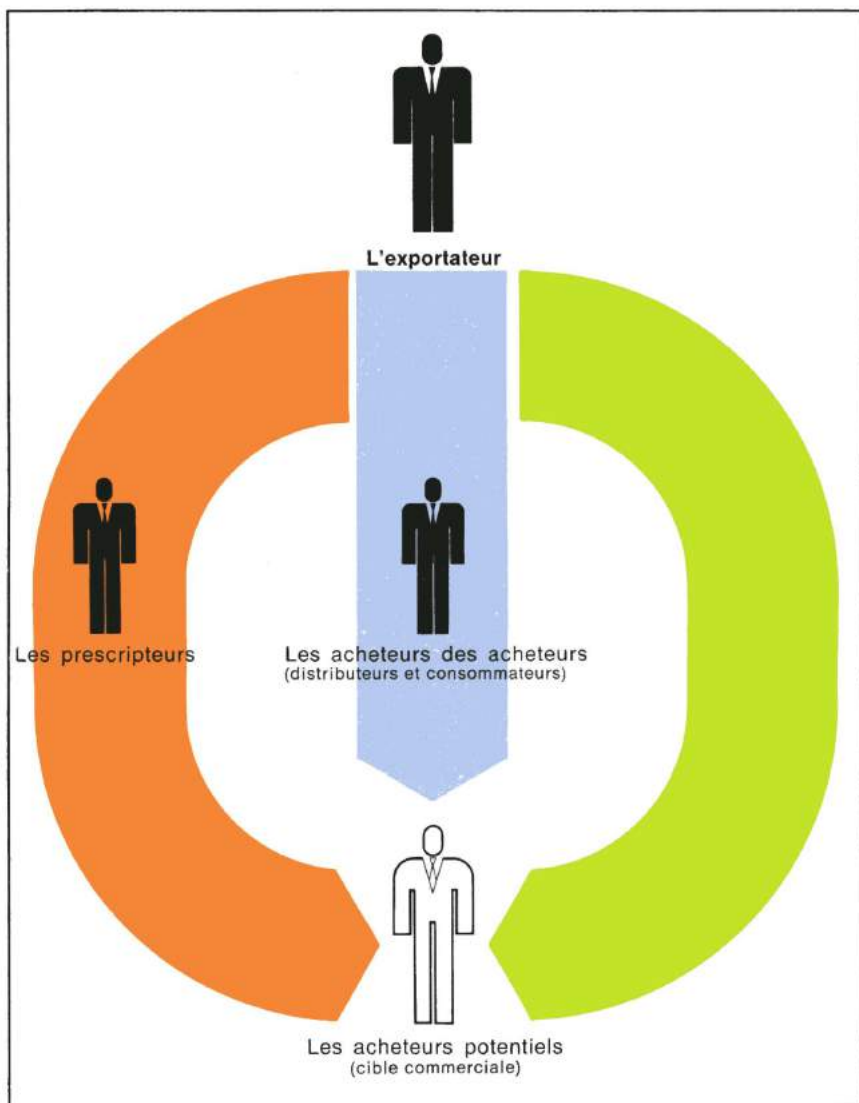 L'exportateur
Les prescripteurs
Les acheteurs des acheteurs
(distributeurs et consommateurs)
Les acheteurs potentiels
(cible commerciale)